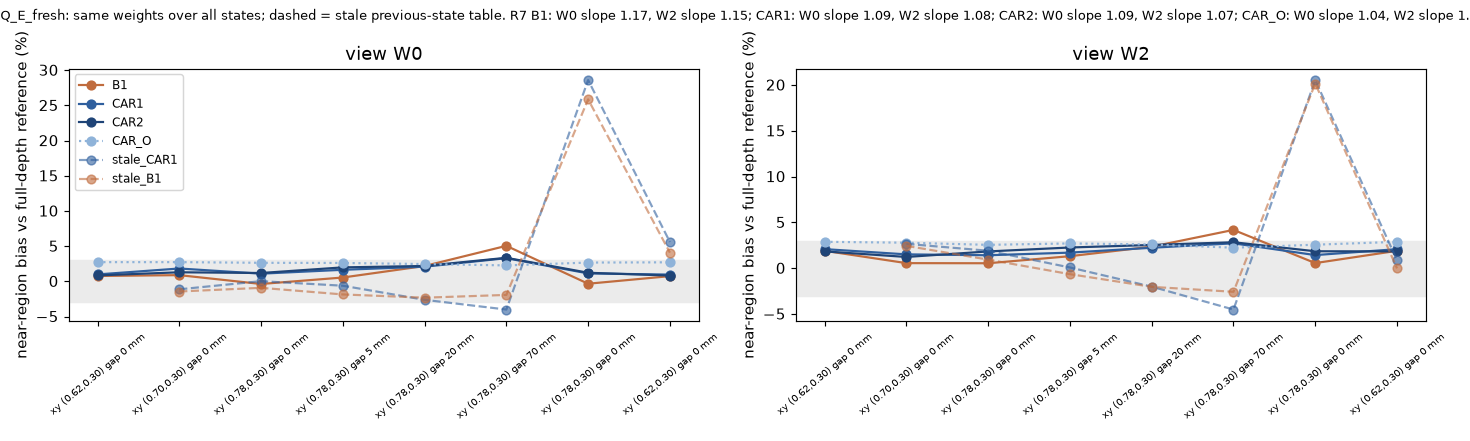 Q_E_fresh: same weights over all states; dashed = stale previous-state table. R7 B1: W0 slope 1.17, W2 slope 1.15; CAR1: W0 slope 1.09, W2 slope 1.08; CAR2: W0 slope 1.09, W2 slope 1.07; CAR_O: W0 slope 1.04, W2 slope 1.
view W0
near-region bias vs full-depth reference (%)
30
25
20
15
10
5
0
−5
B1
CAR1
CAR2
CAR_O
stale_CAR1
stale_B1
xy (0.62,0.30) gap 0 mm
xy (0.70,0.30) gap 0 mm
xy (0.78,0.30) gap 0 mm
xy (0.78,0.30) gap 5 mm
xy (0.78,0.30) gap 20 mm
xy (0.78,0.30) gap 70 mm
xy (0.78,0.30) gap 0 mm
xy (0.62,0.30) gap 0 mm
view W2
near-region bias vs full-depth reference (%)
20
15
10
5
0
−5
xy (0.62,0.30) gap 0 mm
xy (0.70,0.30) gap 0 mm
xy (0.78,0.30) gap 0 mm
xy (0.78,0.30) gap 5 mm
xy (0.78,0.30) gap 20 mm
xy (0.78,0.30) gap 70 mm
xy (0.78,0.30) gap 0 mm
xy (0.62,0.30) gap 0 mm